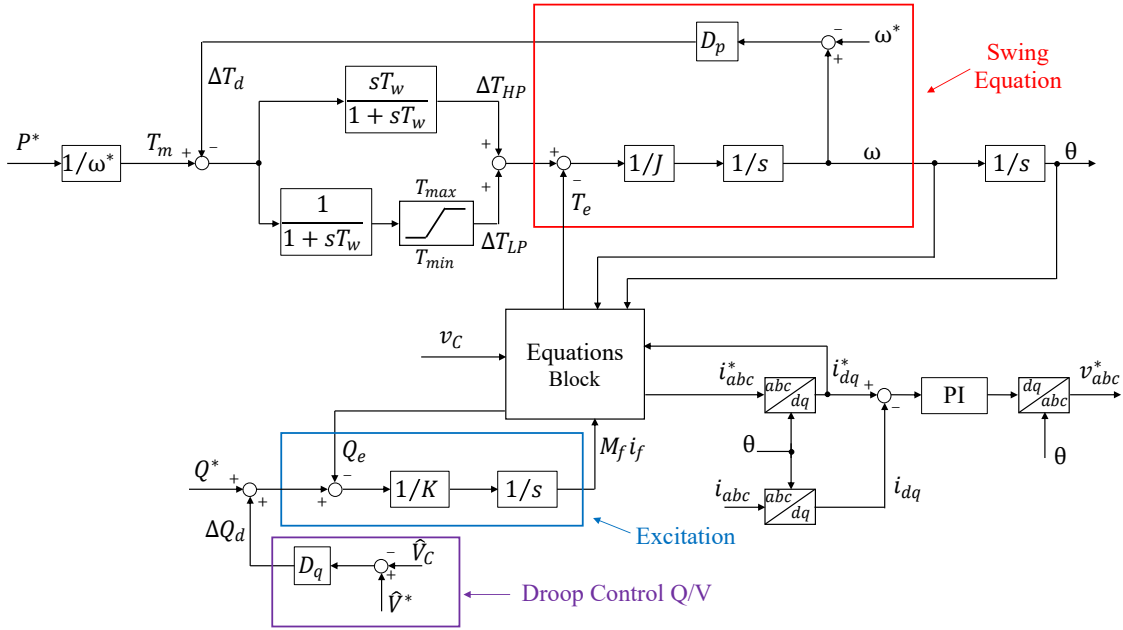 D_p
−
ω*
+
Swing
Equation
ΔT_d
sT_w
1 + sT_w
ΔT_HP
P*
1/ω*
T_m
+
−
+
+
+
−
1/J
1/s
ω
1/s
θ
1
1 + sT_w
T_max
T_min
ΔT_LP
T_e
v_C
Equations
Block
i*_abc
abc
dq
i*_dq
+
−
PI
dq
abc
v*_abc
θ
θ
i_abc
abc
dq
i_dq
Q_e
M_f i_f
Q*
+
+
−
+
1/K
1/s
Excitation
ΔQ_d
D_q
−
V̂_C
+
V̂*
Droop Control Q/V